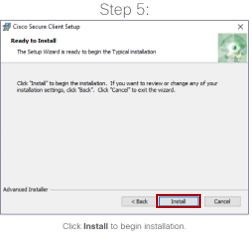 Step 5:
Cisco Secure Client Setup
Ready to Install
The Setup Wizard is ready to begin the Typical installation
Click "Install" to begin the installation. If you want to review or change any of your
installation settings, click "Back". Click "Cancel" to exit the wizard.
Advanced Installer
< Back Install Cancel
Click Install to begin installation.